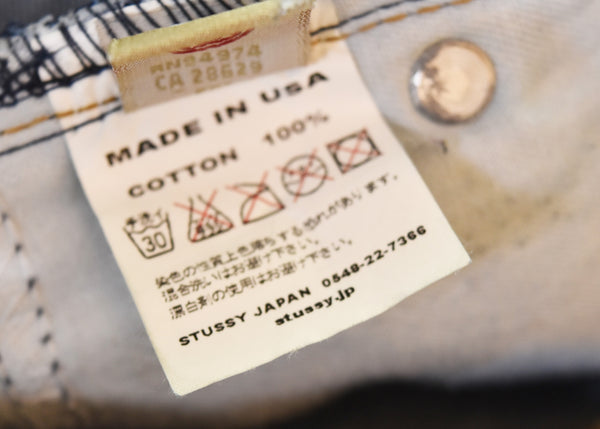 RN94974
CA 28629
MADE IN USA
COTTON 100%
手洗イ
30
染色の性質上色落ちする恐れがあります。
混合洗いはお避け下さい。
漂白剤の使用はお避け下さい。
STUSSY JAPAN 0548-22-7366
stussy.jp